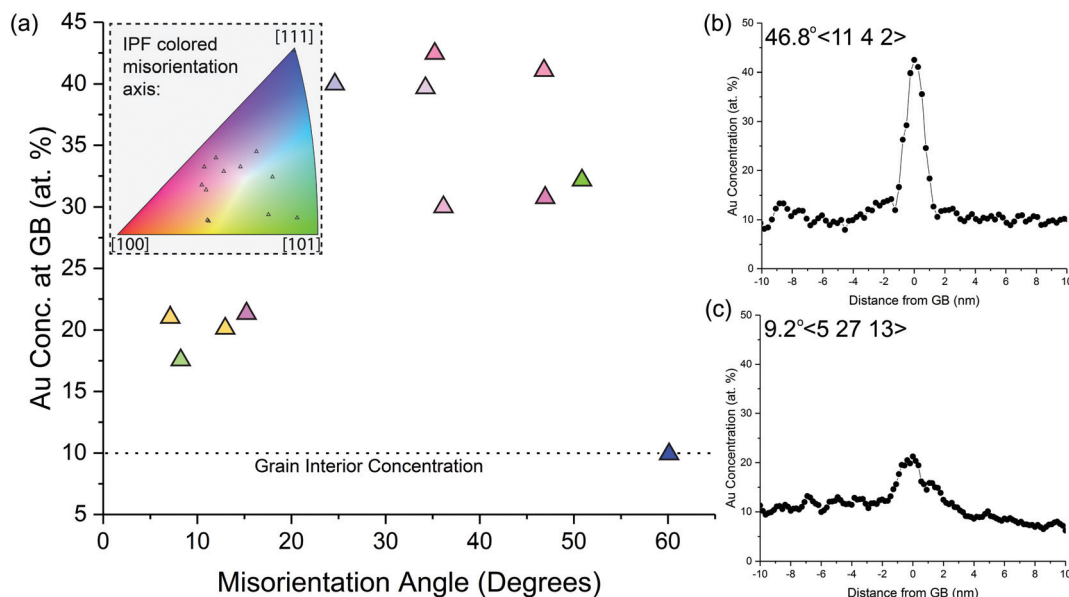 (a)
45
40
35
30
25
20
15
10
5
Au Conc. at GB (at. %)
IPF colored
misorientation
axis:
[111]
[100]
[101]
Grain Interior Concentration
0
10
20
30
40
50
60
Misorientation Angle (Degrees)
(b)
46.8°<11 4 2>
50
40
30
20
10
0
Au Concentration (at. %)
-10 -8 -6 -4 -2 0 2 4 6 8 10
Distance from GB (nm)
(c)
9.2°<5 27 13>
50
40
30
20
10
0
Au Concentration (at. %)
-10 -8 -6 -4 -2 0 2 4 6 8 10
Distance from GB (nm)